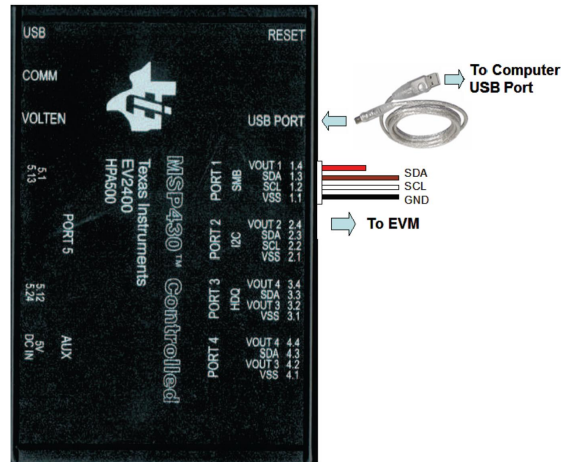 USB
RESET
COMM
VOLTEN
USB PORT
To Computer
USB Port
5.1
5.13
PORT 5
5.12
5.24
AUX
5V
DC IN
Texas Instruments
EV2400
HPA500
MSP430™ Controlled
PORT 1
SMB
VOUT 1 1.4
SDA 1.3
SCL 1.2
VSS 1.1
SDA
SCL
GND
To EVM
PORT 2
I2C
VOUT 2 2.4
SDA 2.3
SCL 2.2
VSS 2.1
PORT 3
HDQ
VOUT 4 3.4
SDA 3.3
VOUT 3 3.2
VSS 3.1
PORT 4
VOUT 4 4.4
SDA 4.3
VOUT 3 4.2
VSS 4.1